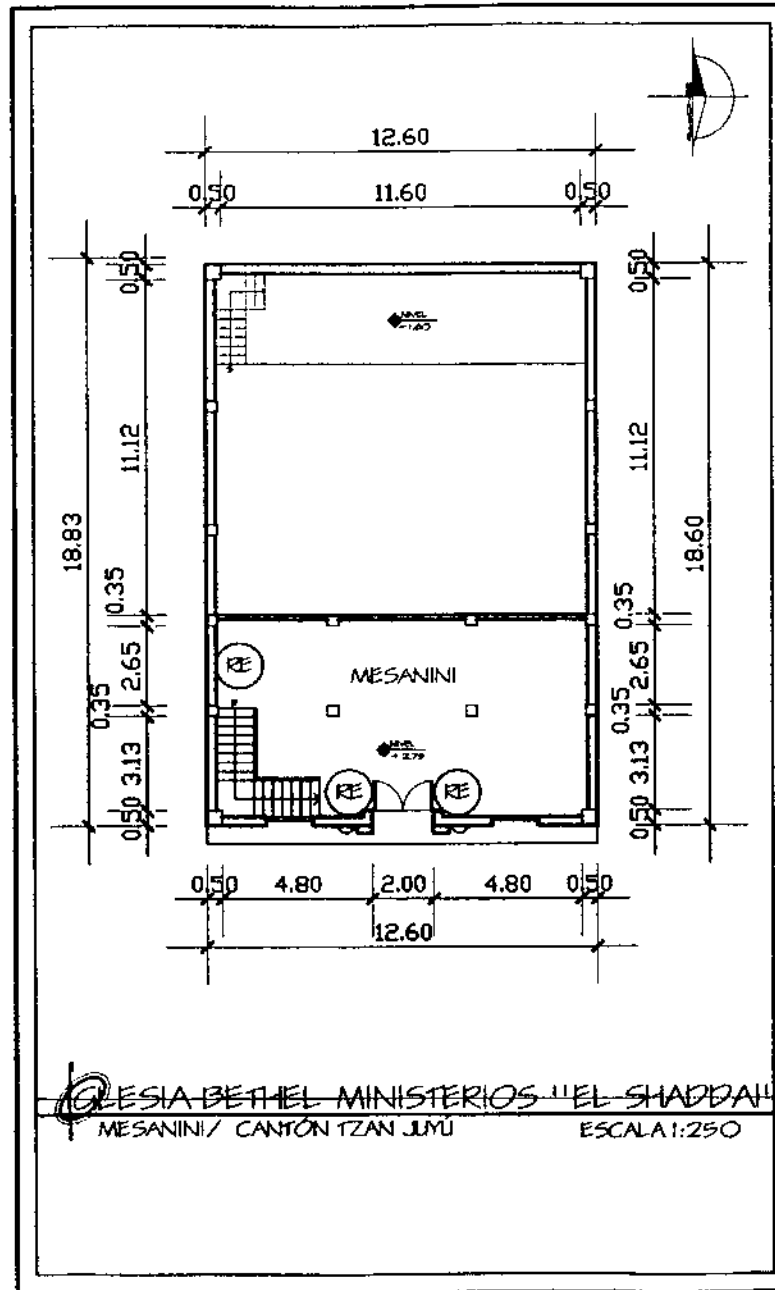 12.60
0.50 11.60 0.50
0.50
0.50
NIVEL
11.12
11.12
18.83
18.60
0.35
0.35
2.65
2.65
RE
MESANINI
0.35
0.35
NIVEL
3.13
3.13
RE RE
0.50
0.50
0.50 4.80 2.00 4.80 0.50
12.60
IGLESIA BETHEL MINISTERIOS "EL SHADDAI"
MESANINI/ CANTÓN TZAN JUYÚ ESCALA 1:250